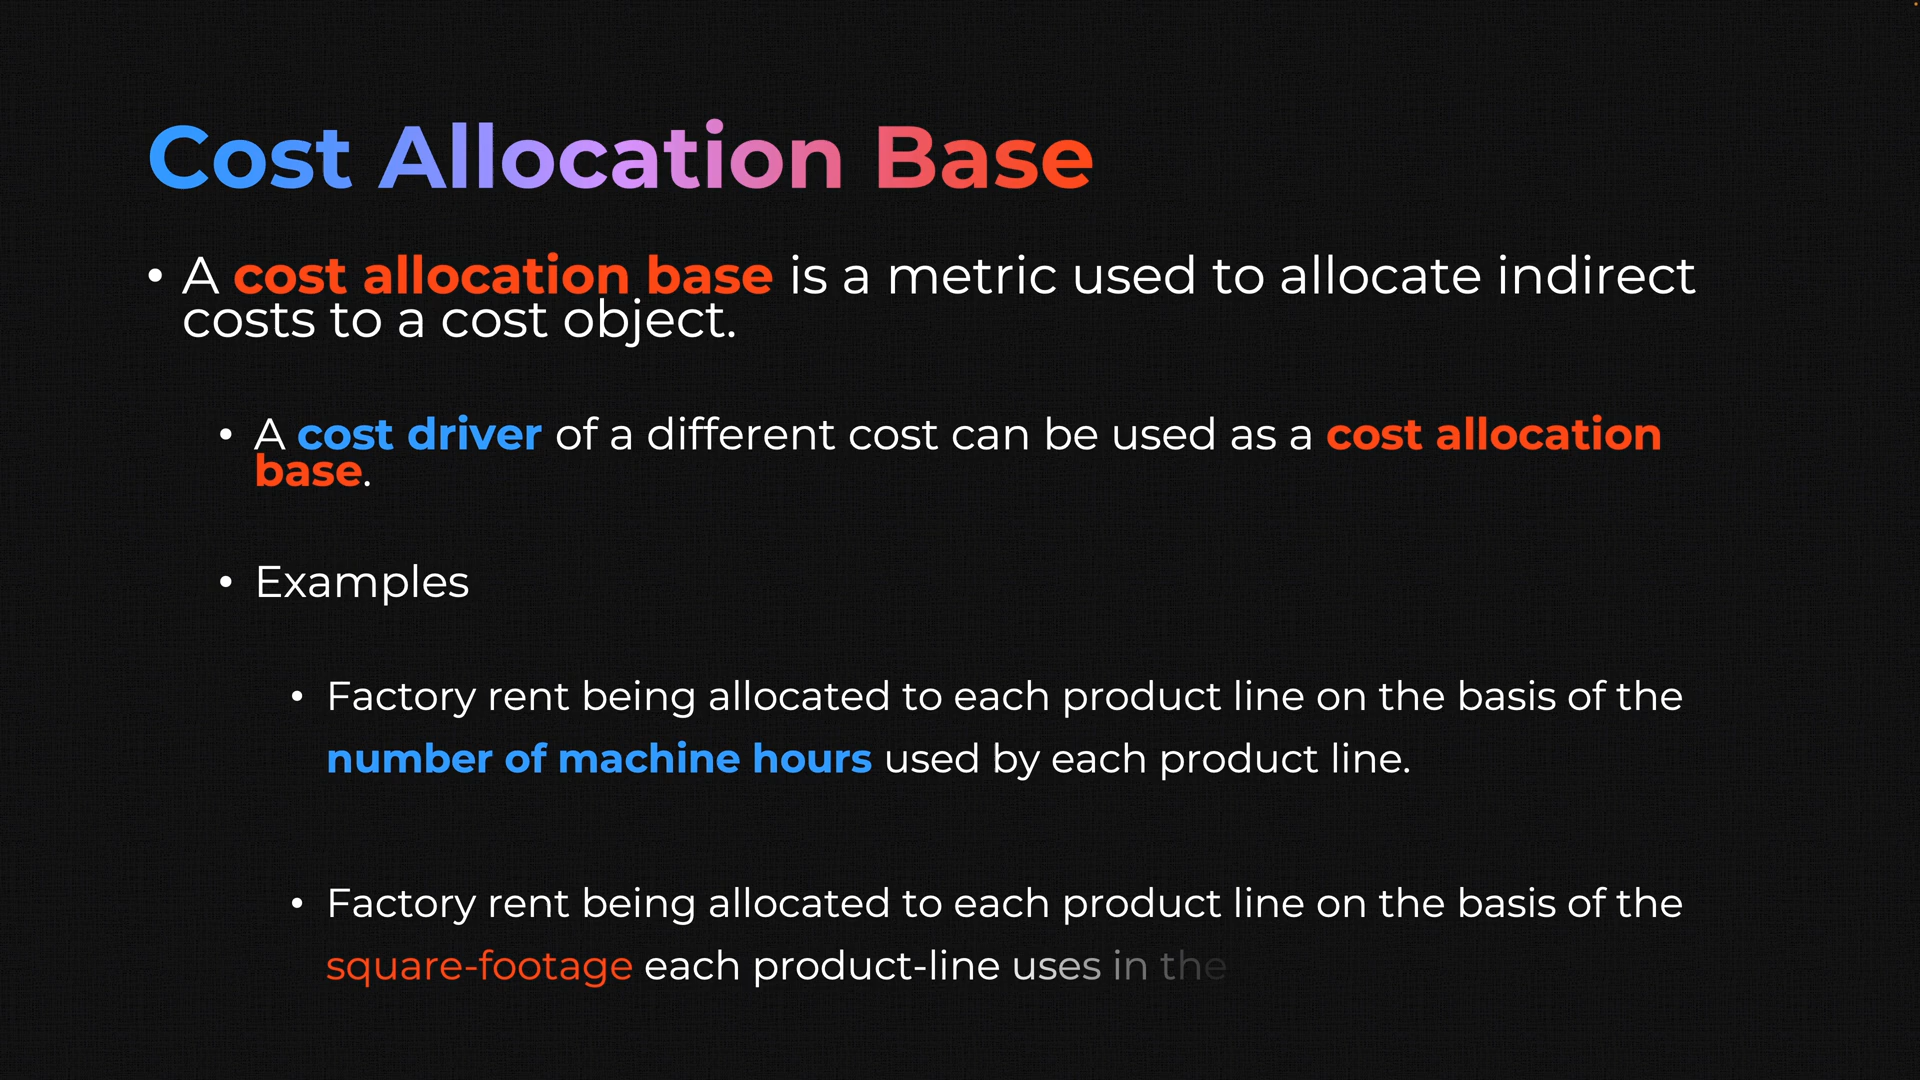 Cost Allocation Base
• A cost allocation base is a metric used to allocate indirect
costs to a cost object.
• A cost driver of a different cost can be used as a cost allocation
base.
• Examples
• Factory rent being allocated to each product line on the basis of the
number of machine hours used by each product line.
• Factory rent being allocated to each product line on the basis of the
square-footage each product-line uses in the